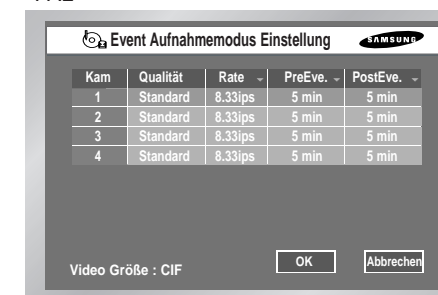 Event Aufnahmemodus Einstellung SAMSUNG
Kam Qualität Rate PreEve. PostEve.
1 Standard 8.33ips 5 min 5 min
2 Standard 8.33ips 5 min 5 min
3 Standard 8.33ips 5 min 5 min
4 Standard 8.33ips 5 min 5 min
Video Größe : CIF OK Abbrechen